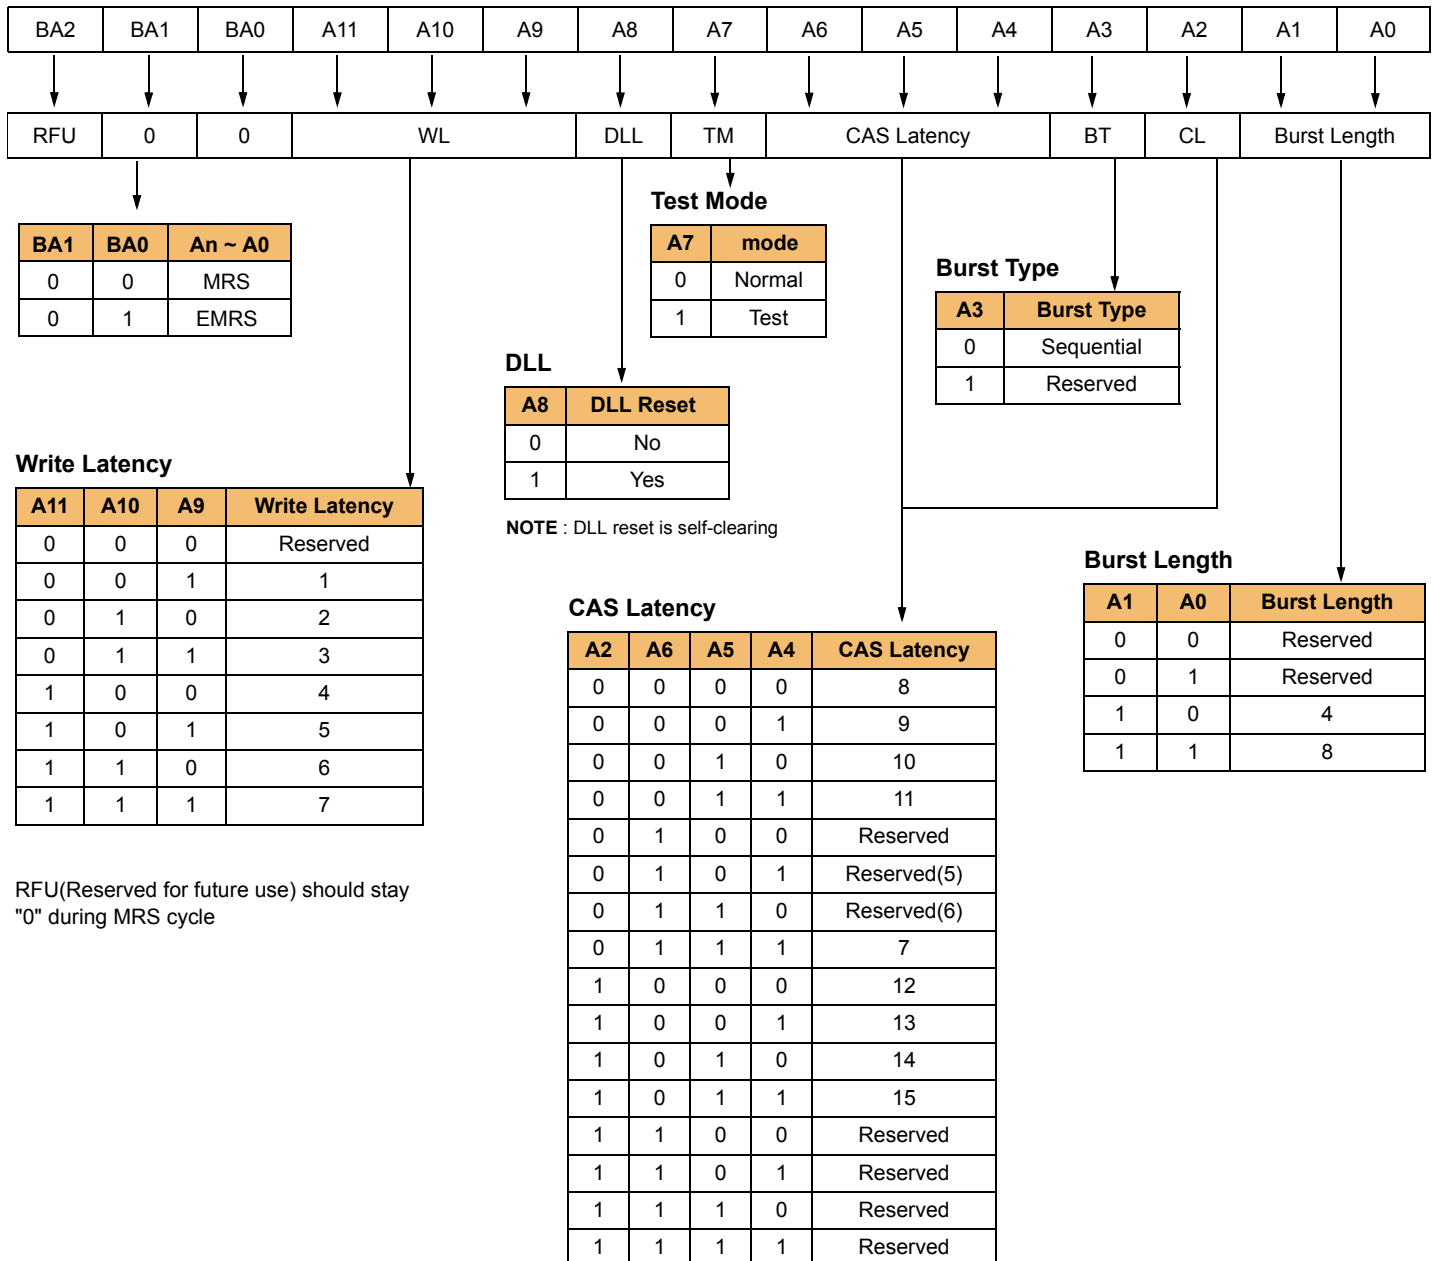 BA2 BA1 BA0 A11 A10 A9 A8 A7 A6 A5 A4 A3 A2 A1 A0
RFU 0 0 WL DLL TM CAS Latency BT CL Burst Length
BA1 BA0 An ~ A0
0 0 MRS
0 1 EMRS
Test Mode
A7 mode
0 Normal
1 Test
Burst Type
A3 Burst Type
0 Sequential
1 Reserved
DLL
A8 DLL Reset
0 No
1 Yes
NOTE : DLL reset is self-clearing
Write Latency
A11 A10 A9 Write Latency
0 0 0 Reserved
0 0 1 1
0 1 0 2
0 1 1 3
1 0 0 4
1 0 1 5
1 1 0 6
1 1 1 7
RFU(Reserved for future use) should stay
"0" during MRS cycle
CAS Latency
A2 A6 A5 A4 CAS Latency
0 0 0 0 8
0 0 0 1 9
0 0 1 0 10
0 0 1 1 11
0 1 0 0 Reserved
0 1 0 1 Reserved(5)
0 1 1 0 Reserved(6)
0 1 1 1 7
1 0 0 0 12
1 0 0 1 13
1 0 1 0 14
1 0 1 1 15
1 1 0 0 Reserved
1 1 0 1 Reserved
1 1 1 0 Reserved
1 1 1 1 Reserved
Burst Length
A1 A0 Burst Length
0 0 Reserved
0 1 Reserved
1 0 4
1 1 8